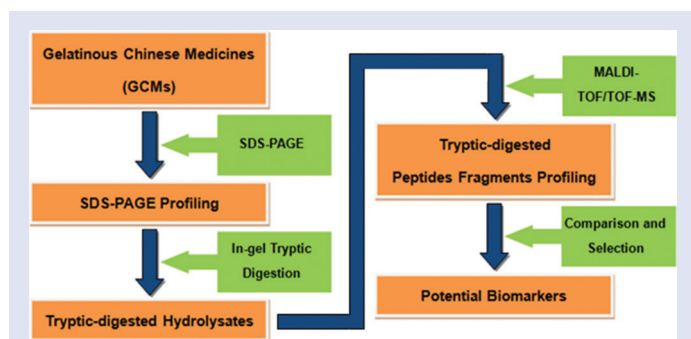 Gelatinous Chinese Medicines
(GCMs)
SDS-PAGE
SDS-PAGE Profiling
In-gel Tryptic
Digestion
Tryptic-digested Hydrolysates
MALDI-
TOF/TOF-MS
Tryptic-digested
Peptides Fragments Profiling
Comparison and
Selection
Potential Biomarkers